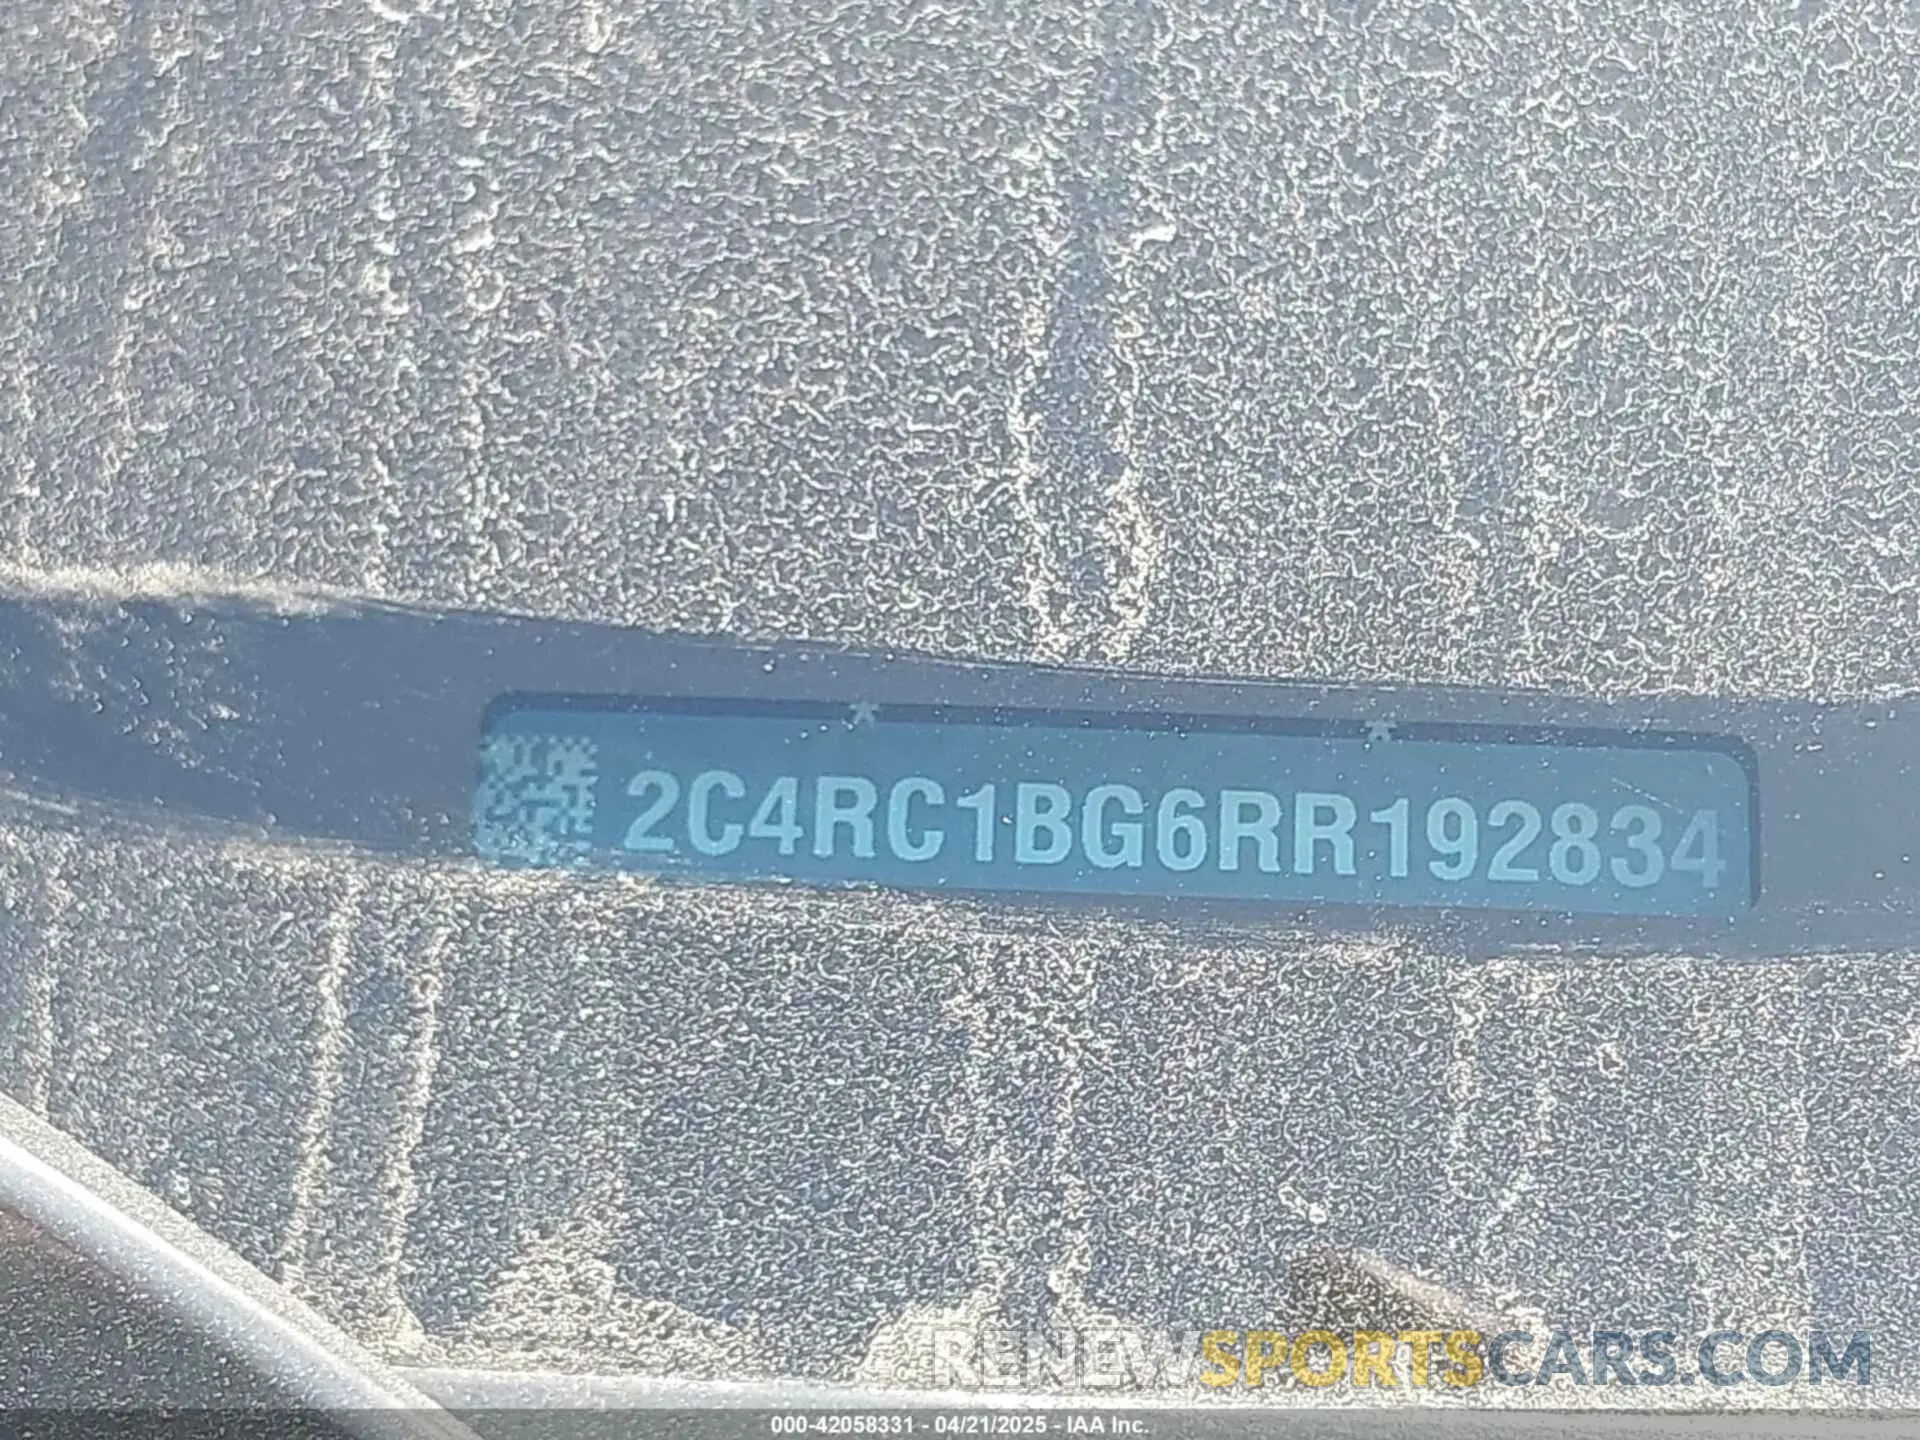 2C4RC1BG6RR192834
RENEWSPORTSCARS.COM
000-42058331 - 04/21/2025 - IAA Inc.